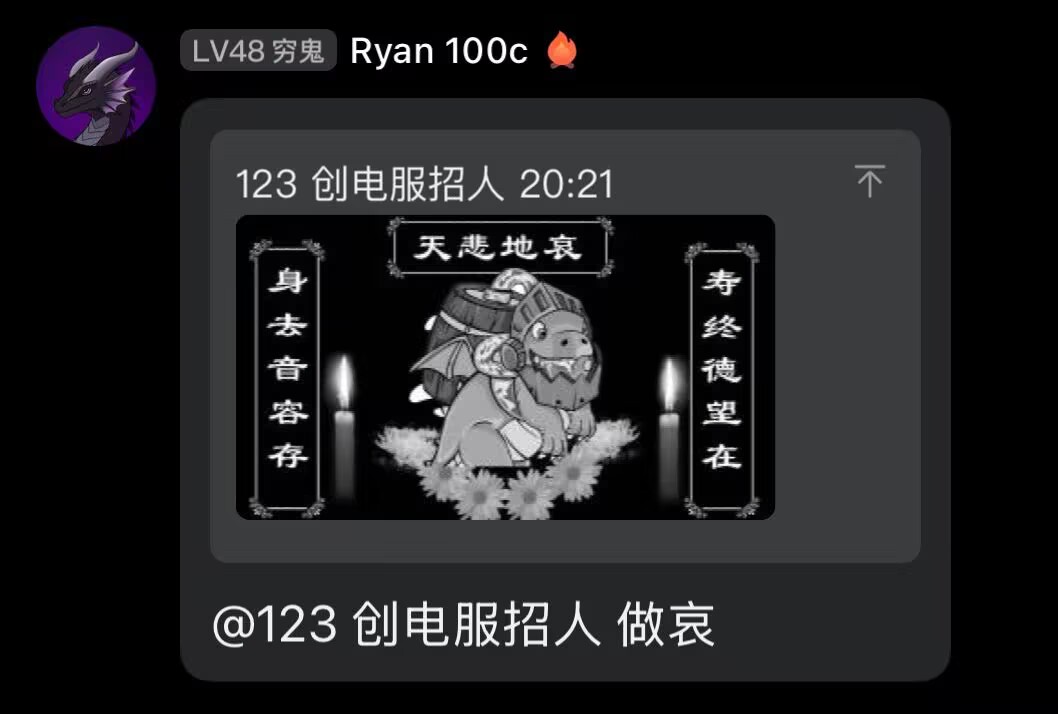 LV48 穷鬼 Ryan 100c 🔥
123 创电服招人 20:21
天悲地哀
身去音容存
寿终德望在
@123 创电服招人 做哀